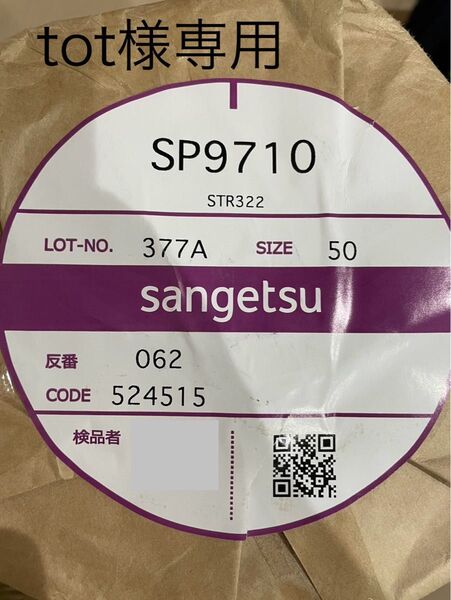 tot様専用
SP9710
STR322
LOT-NO. 377A SIZE 50
sangetsu
反番 062
CODE 524515
検品者